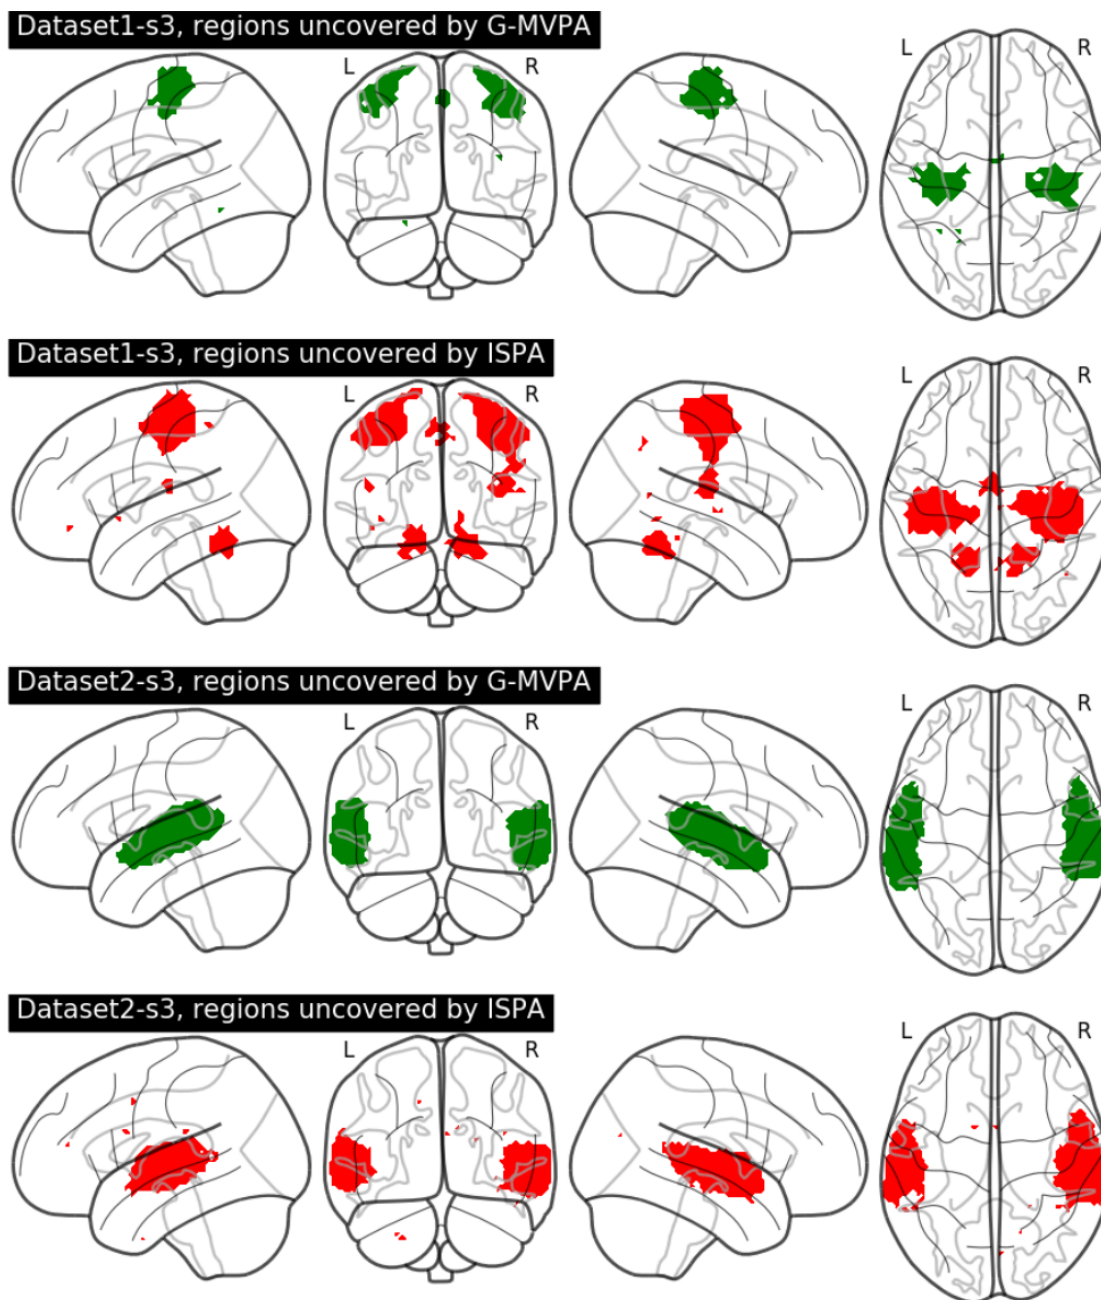 Dataset1-s3, regions uncovered by G-MVPA
L R L R
Dataset1-s3, regions uncovered by ISPA
L R L R
Dataset2-s3, regions uncovered by G-MVPA
L R L R
Dataset2-s3, regions uncovered by ISPA
L R L R